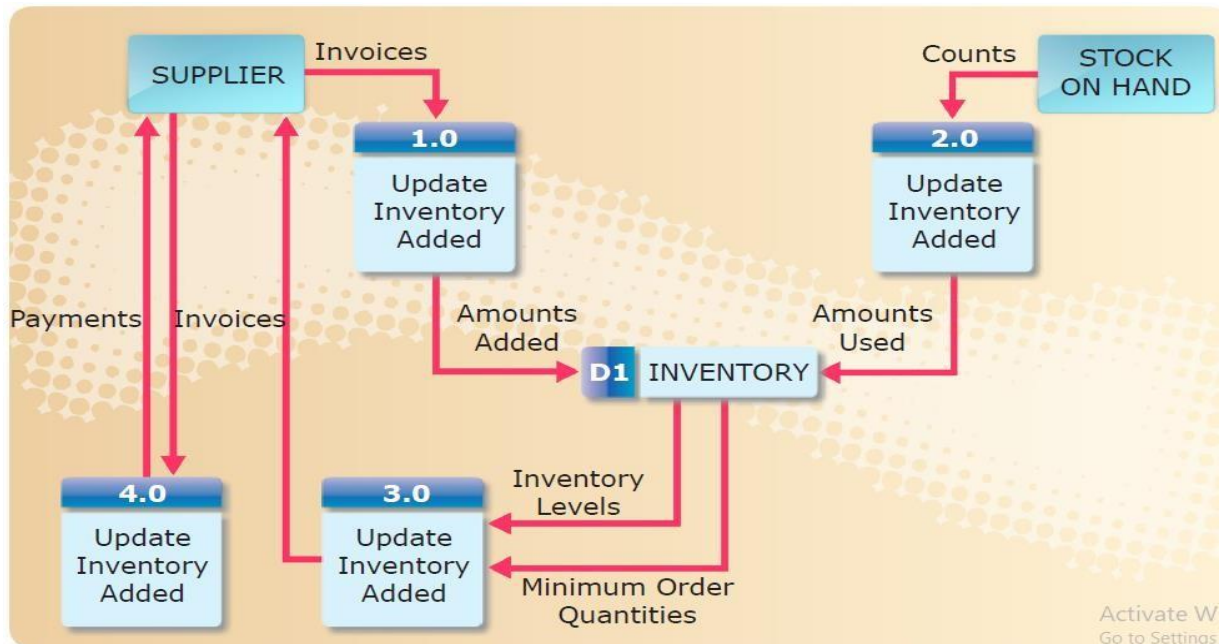 Invoices
SUPPLIER
Counts
STOCK
ON HAND
1.0
Update
Inventory
Added
2.0
Update
Inventory
Added
Payments
Invoices
Amounts
Added
Amounts
Used
D1 INVENTORY
4.0
Update
Inventory
Added
3.0
Update
Inventory
Added
Inventory
Levels
Minimum Order
Quantities
Activate W
Go to Settings